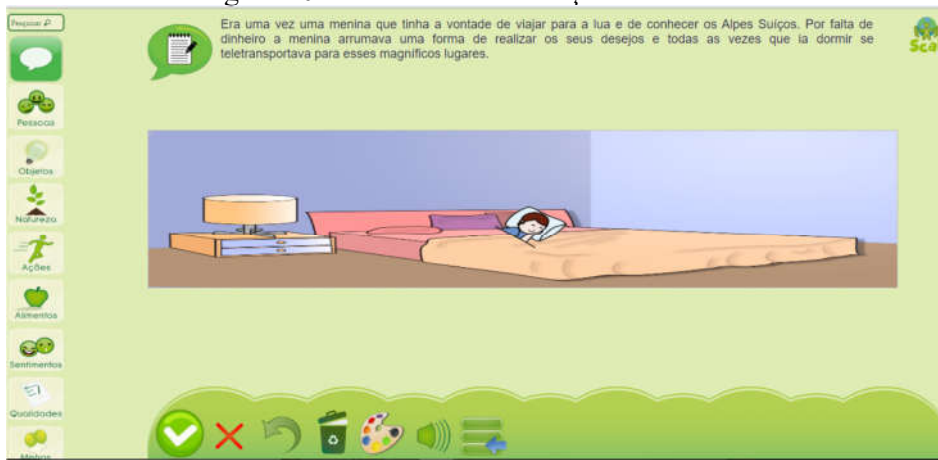 Pesquisar
Era uma vez uma menina que tinha a vontade de viajar para a lua e de conhecer os Alpes Suíços. Por falta de
dinheiro a menina arrumava uma forma de realizar os seus desejos e todas as vezes que ia dormir se
teletransportava para esses magníficos lugares.
Sca
Pessoas
Objetos
Natureza
Ações
Alimentos
Sentimentos
Qualidades